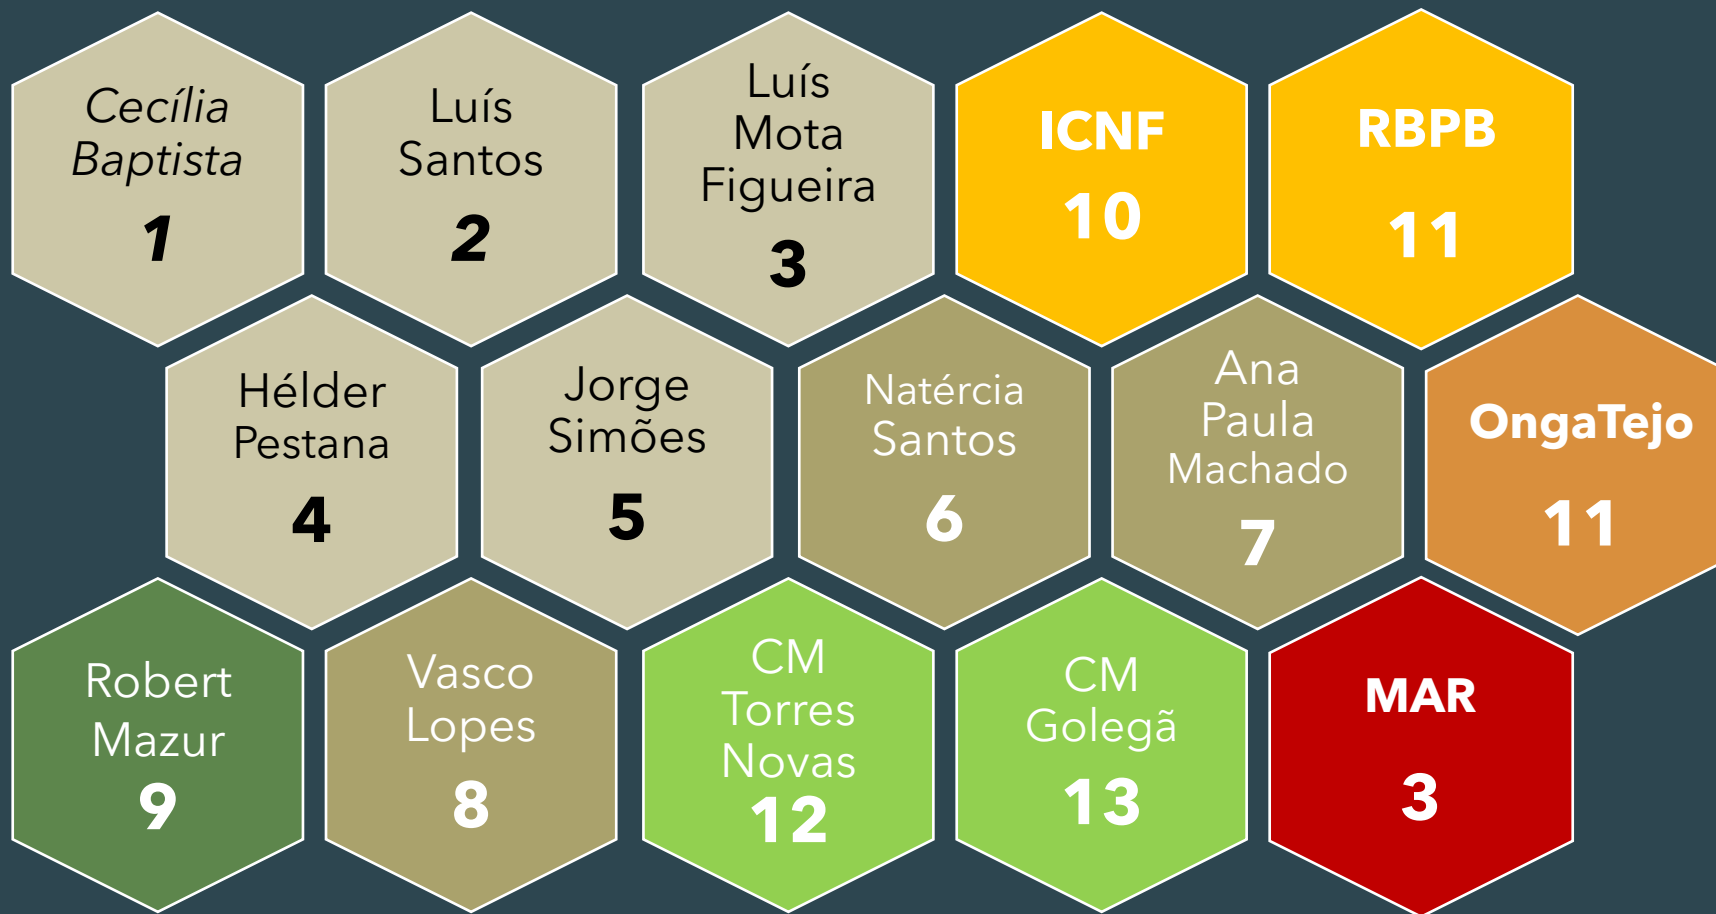 Cecília
Baptista
1
Luís
Santos
2
Luís
Mota
Figueira
3
ICNF
10
RBPB
11
Hélder
Pestana
4
Jorge
Simões
5
Natércia
Santos
6
Ana
Paula
Machado
7
OngaTejo
11
Robert
Mazur
9
Vasco
Lopes
8
CM
Torres
Novas
12
CM
Golegã
13
MAR
3